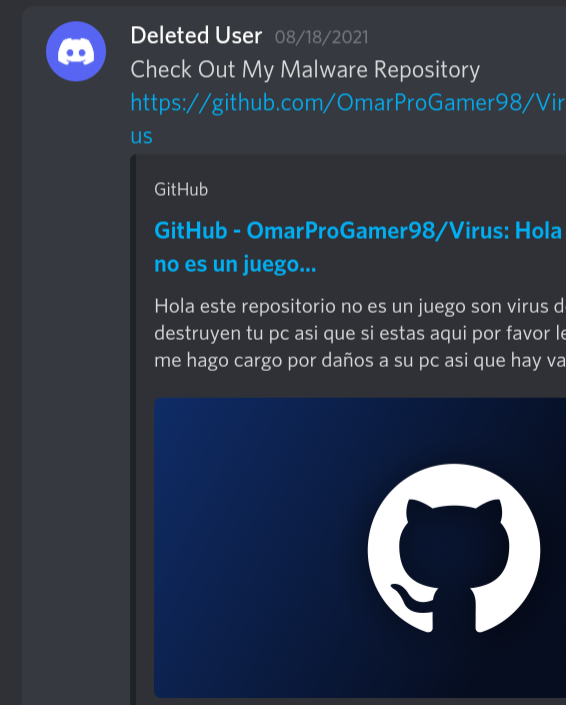 Deleted User 08/18/2021
Check Out My Malware Repository
https://github.com/OmarProGamer98/Vir
us
GitHub
GitHub - OmarProGamer98/Virus: Hola
no es un juego...
Hola este repositorio no es un juego son virus d
destruyen tu pc asi que si estas aqui por favor le
me hago cargo por daños a su pc asi que hay va